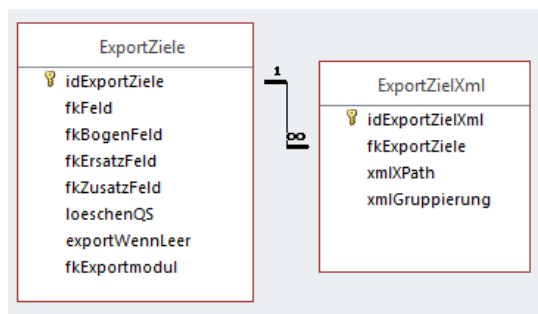 ExportZiele
idExportZiele
fkFeld
fkBogenFeld
fkErsatzFeld
fkZusatzFeld
loeschenQS
exportWennLeer
fkExportmodul
1
∞
ExportZielXml
idExportZielXml
fkExportZiele
xmlXPath
xmlGruppierung